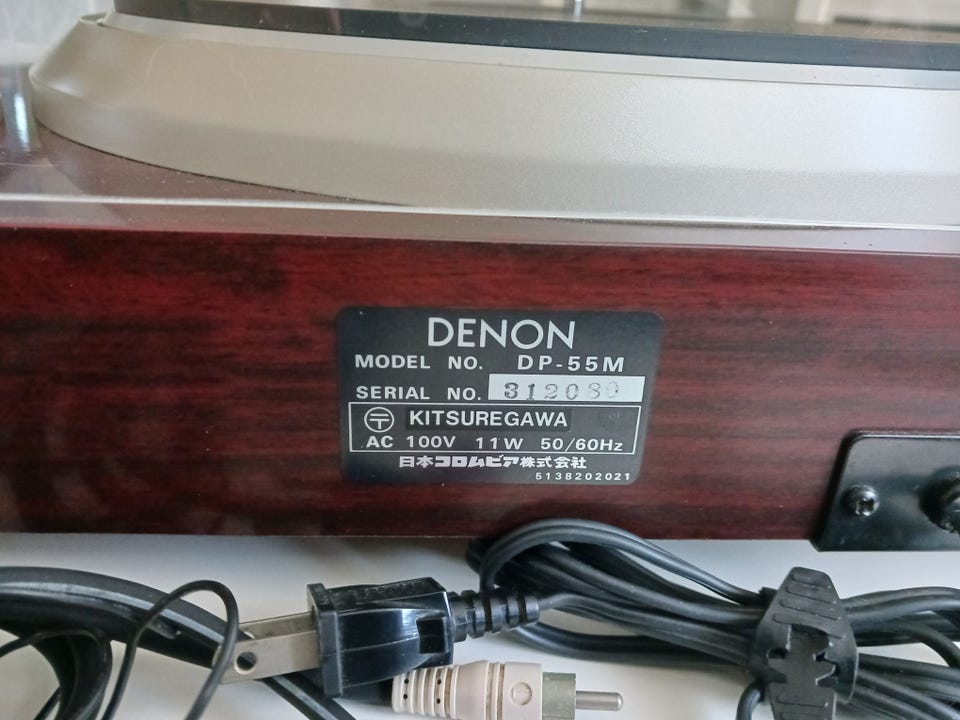 DENON
MODEL NO. DP-55M
SERIAL NO. 312080
〒 KITSUREGAWA
AC 100V 11W 50/60Hz
日本コロムビア株式会社
5138202021